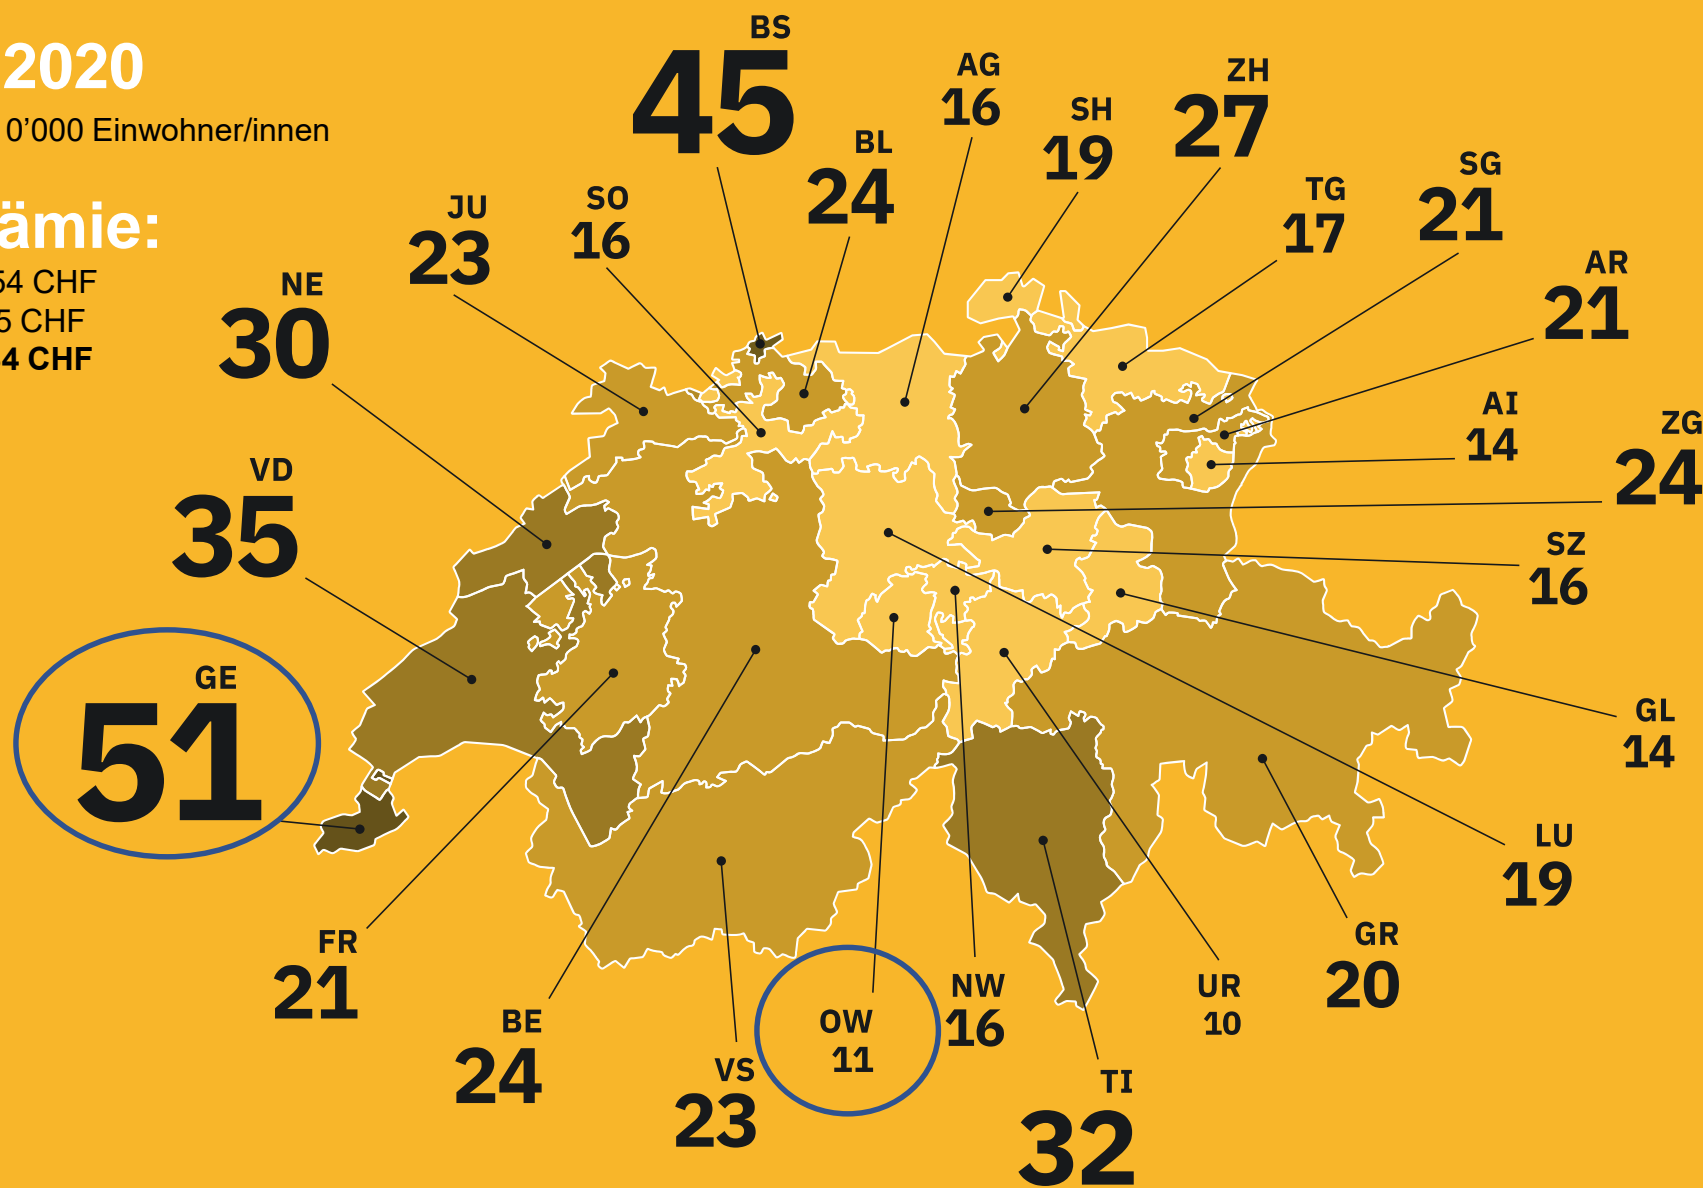 2020
0’000 Einwohner/innen
ämie:
54 CHF
5 CHF
4 CHF
BS
45
AG
16
SH
19
ZH
27
BL
24
SG
21
TG
17
SO
16
JU
23
AR
21
NE
30
AI
14
ZG
24
VD
35
SZ
16
GE
51
GL
14
LU
19
GR
20
FR
21
BE
24
VS
23
OW
11
NW
16
UR
10
TI
32